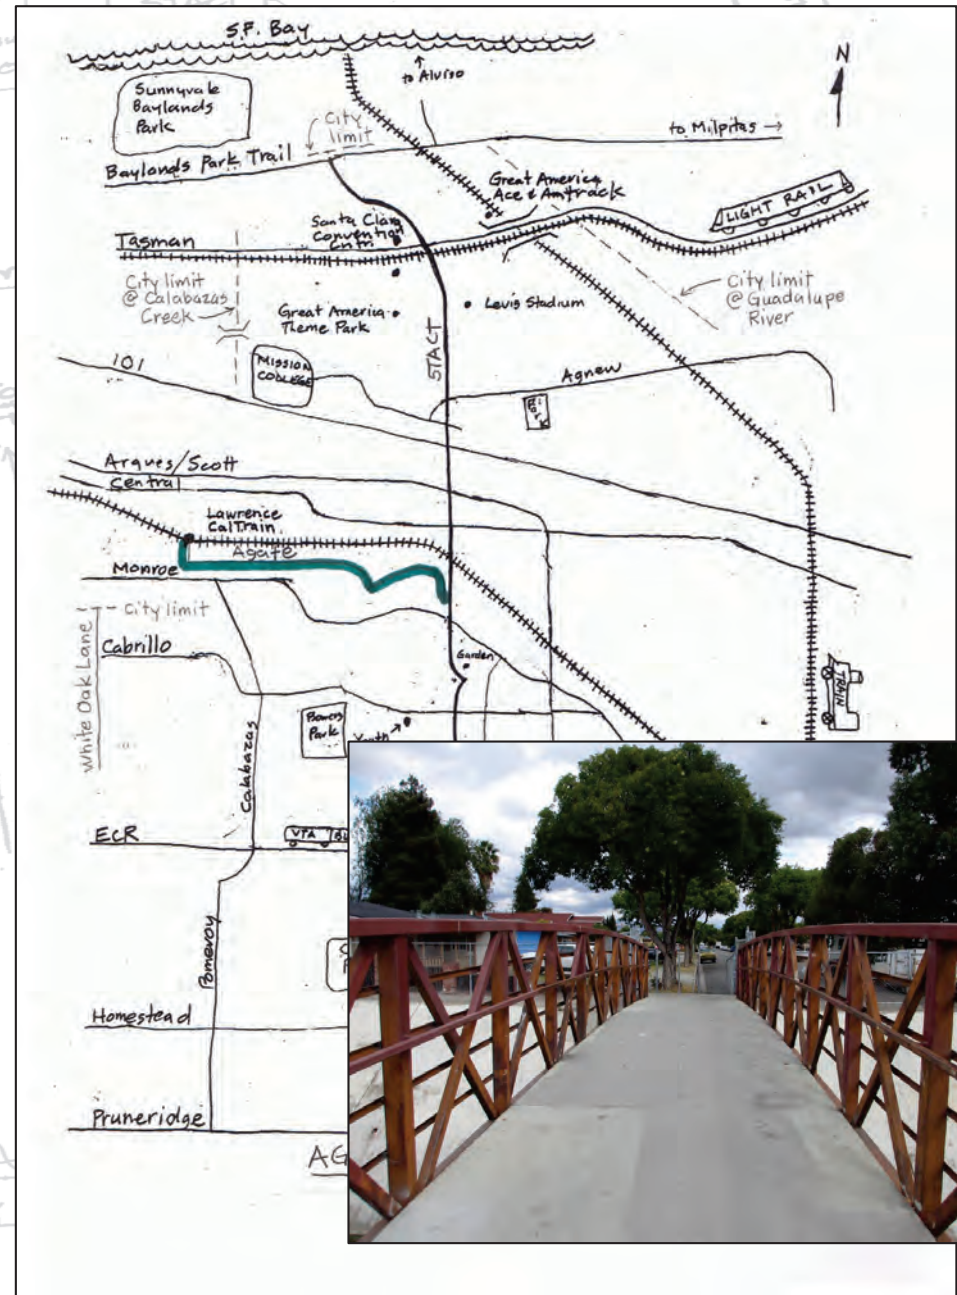 S.F. Bay
to Alviso
N
Sunnyvale
Baylands
Park
City
limit
to Milpitas
Baylands Park Trail
Great America
Ace & Amtrack
LIGHT RAIL
Santa Clara
Convention
Cntr.
Tasman
City limit
@ Calabazas
Creek
City limit
@ Guadalupe
River
Great America
Theme Park
Levis Stadium
STACT
101
MISSION
COLLEGE
Agnew
Arques/Scott
Central
Lawrence
CalTrain
Agate
Monroe
City limit
White Oak Lane
Cabrillo
Garden
TRAIN
Bowers
Park
Calabazas
ECR
VTA
Pomeroy
Homestead
Pruneridge
AG